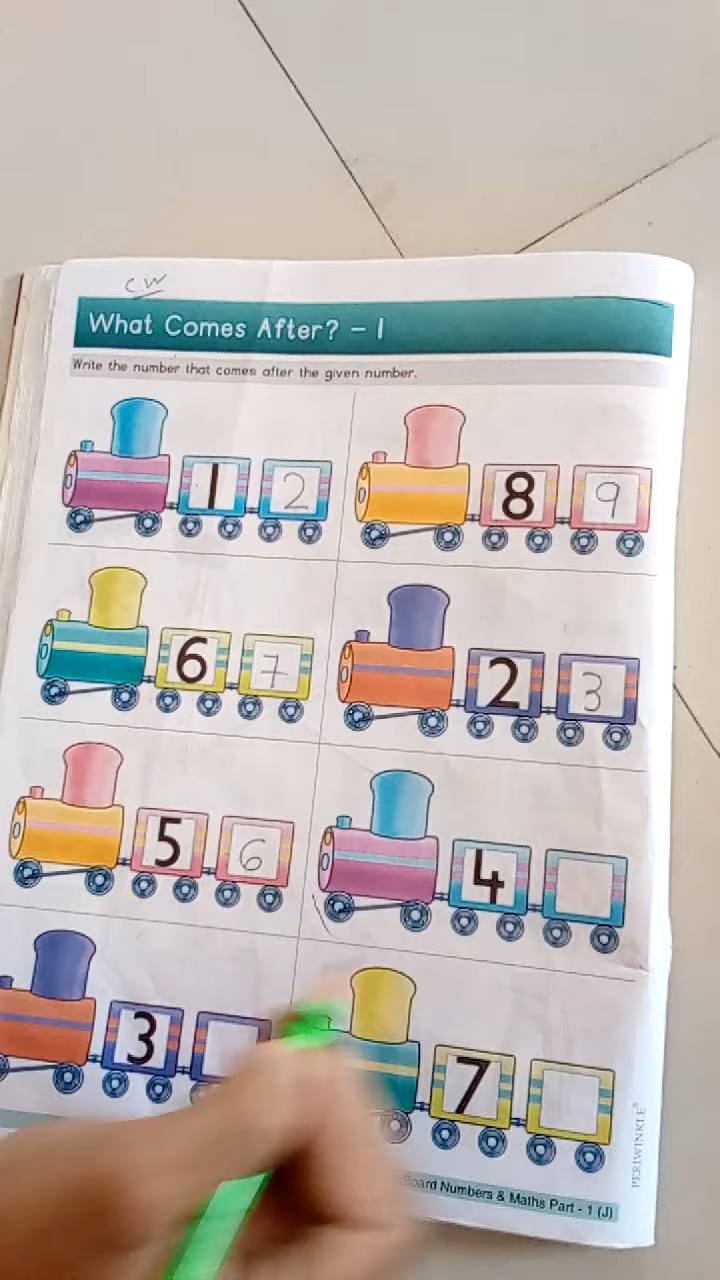 C.W
What Comes After? - 1
Write the number that comes after the given number.
1 2
8 9
6 7
2 3
5 6
4
3
7
PERIWINKLE
Board Numbers & Maths Part - 1 (J)